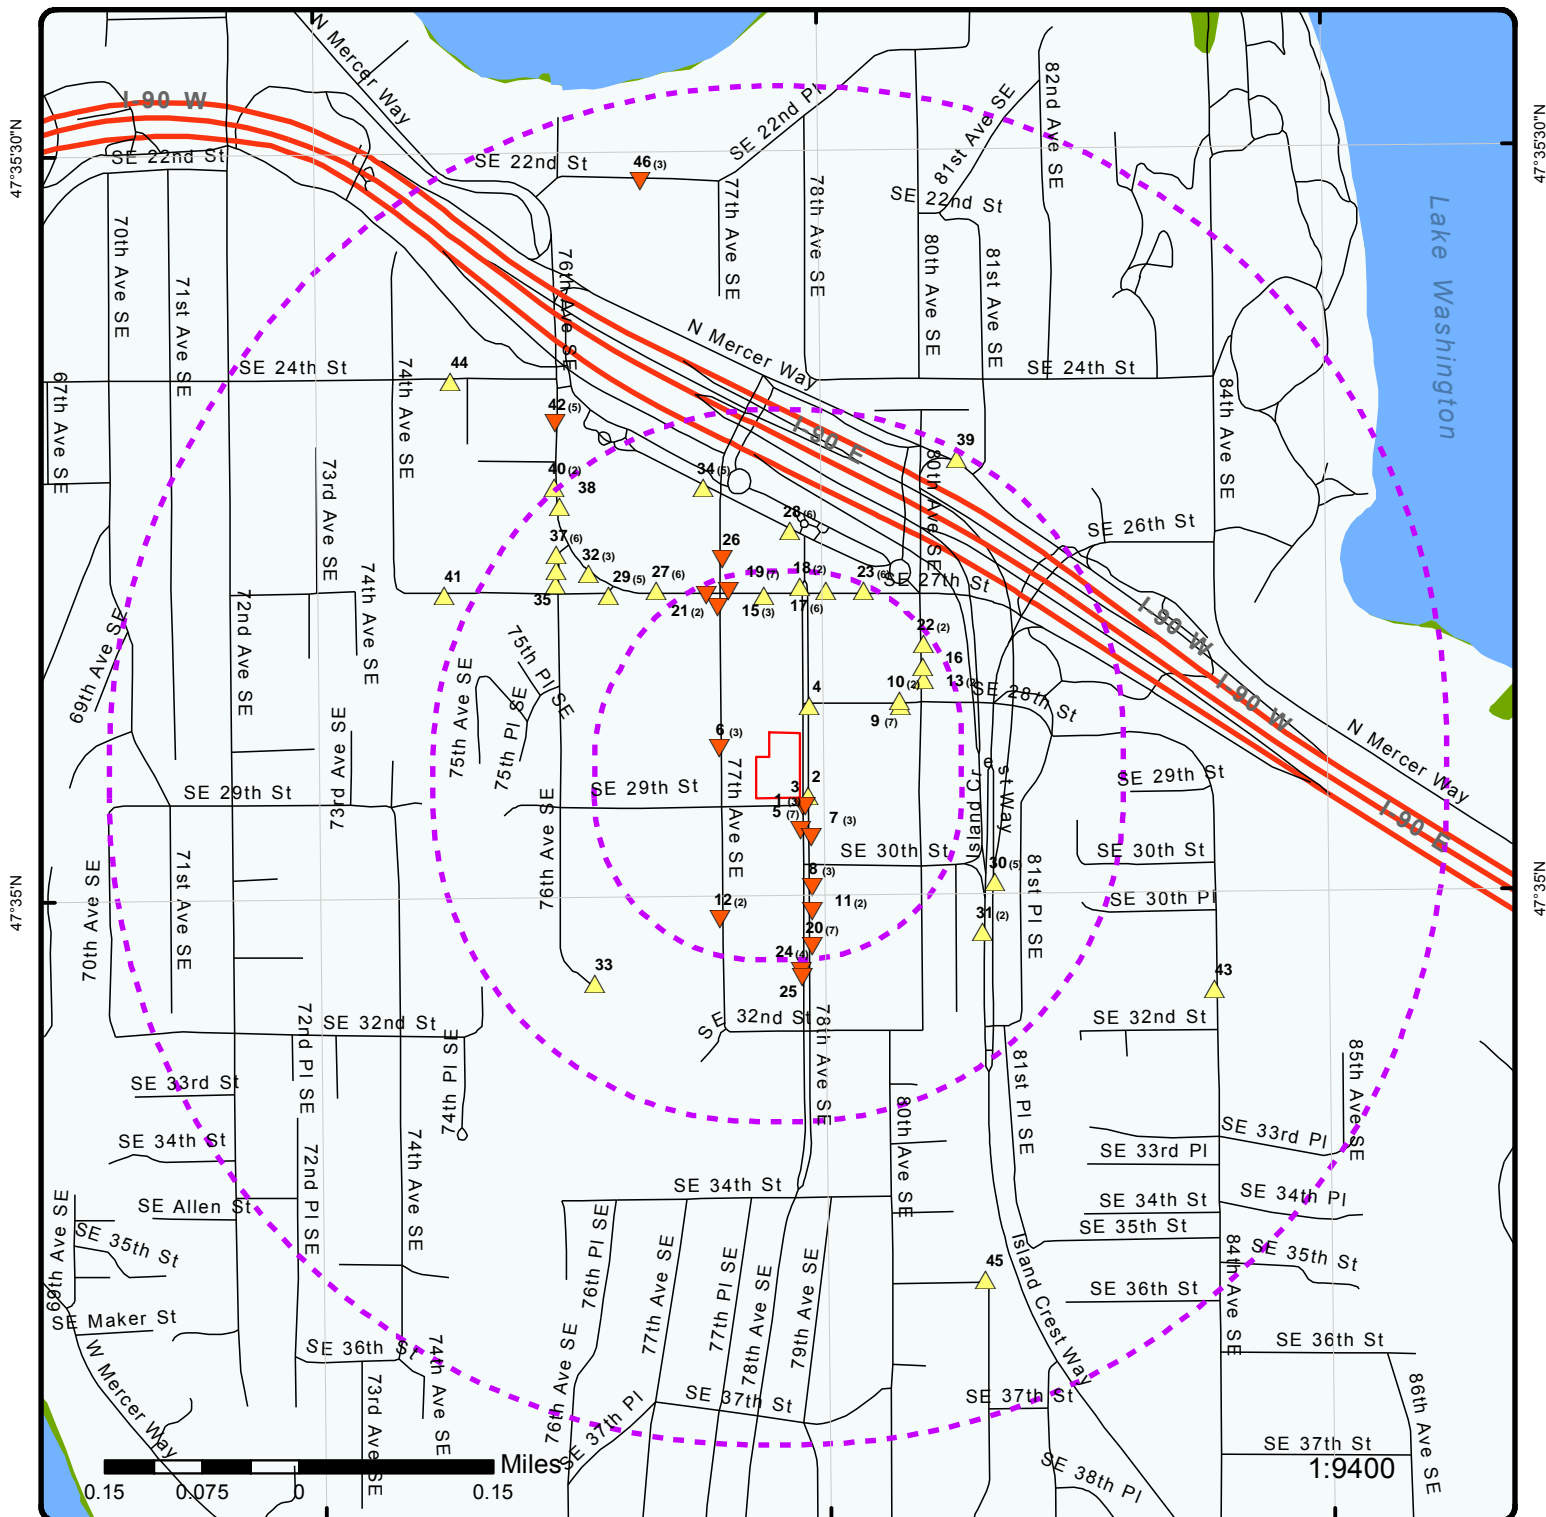 N Mercer Way
I-90 W
SE 22nd St
SE 22nd St
46 (3)
SE 22nd Pl
81st Ave SE
82nd Ave SE
SE 22nd St
47°35'30"N
47°35'30"N
70th Ave SE
71st Ave SE
76th Ave SE
77th Ave SE
78th Ave SE
80th Ave SE
81st Ave SE
Lake Washington
N Mercer Way
SE 24th St
44
SE 24th St
67th Ave SE
74th Ave SE
84th Ave SE
42 (5)
I-90 E
39
73rd Ave SE
40 (2)
38
34 (5)
80th Ave SE
28 (6)
SE 26th St
37 (6)
32 (3)
26
29 (5)
27 (6)
19 (7)
18 (2)
23 (6)
SE 27th St
41
35
21 (2)
15 (3)
17 (6)
72nd Ave SE
74th Ave SE
69th Ave SE
75th Pl SE
22 (2)
16
13 (2)
10 (2)
9 (7)
SE 28th St
I-90 W
I-90 W
N Mercer Way
4
75th Ave SE
75th Pl SE
73rd Ave SE
6 (3)
77th Ave SE
2
3
1 (3)
5 (7)
7 (3)
SE 29th St
SE 29th St
SE 29th St
Island Crest Way
I-90 E
76th Ave SE
SE 30th St
SE 30th St
8 (3)
30 (5)
SE 30th Pl
81st Pl SE
47°35'N
47°35'N
70th Ave SE
71st Ave SE
12 (2)
11 (2)
20 (7)
31 (2)
24 (4)
25
33
43
SE 32nd St
SE 32nd St
SE 32nd St
72nd Pl SE
74th Pl SE
78th Ave SE
81st Pl SE
85th Ave SE
SE 33rd St
80th Ave SE
SE 33rd Pl
SE 34th St
SE 33rd Pl
72nd Pl SE
74th Ave SE
SE 34th St
SE 34th St
SE 34th Pl
SE Allen St
SE 35th St
69th Ave SE
SE 35th St
SE 35th St
Island Crest Way
84th Ave SE
45
76th Pl SE
77th Ave SE
77th Pl SE
78th Ave SE
79th Ave SE
SE 36th St
SE Maker St
SE 36th St
SE 36th St
W Mercer Way
73rd Ave SE
74th Ave SE
76th Ave SE
SE 37th Pl
SE 37th St
SE 37th St
86th Ave SE
SE 37th St
SE 38th Pl
Miles
1:9400
0.15 0.075 0 0.15